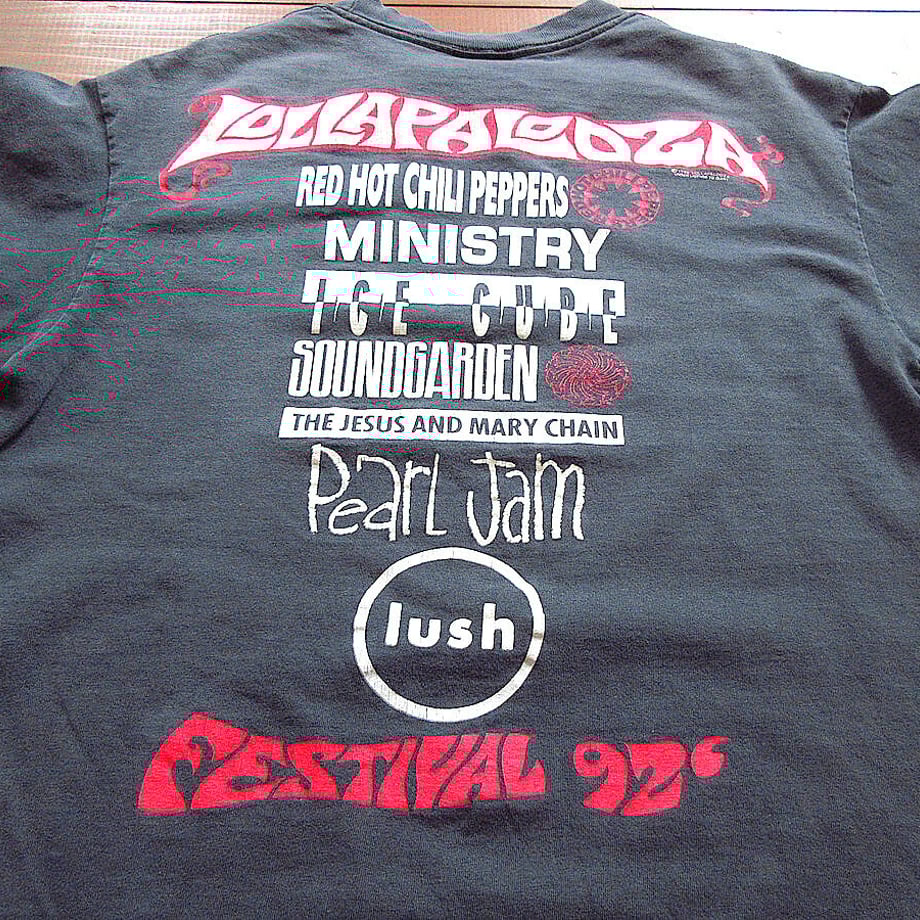 LOLLAPALOOZA
RED HOT CHILI PEPPERS
MINISTRY
ICE CUBE
SOUNDGARDEN
THE JESUS AND MARY CHAIN
PEARL JAM
lush
FESTIVAL 92‘